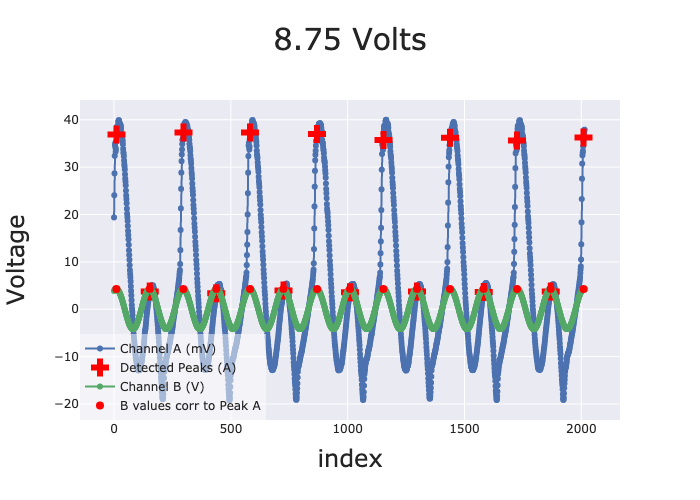 8.75 Volts
40
30
20
10
0
−10
−20
Voltage
Channel A (mV)
Detected Peaks (A)
Channel B (V)
B values corr to Peak A
0
500
1000
1500
2000
index